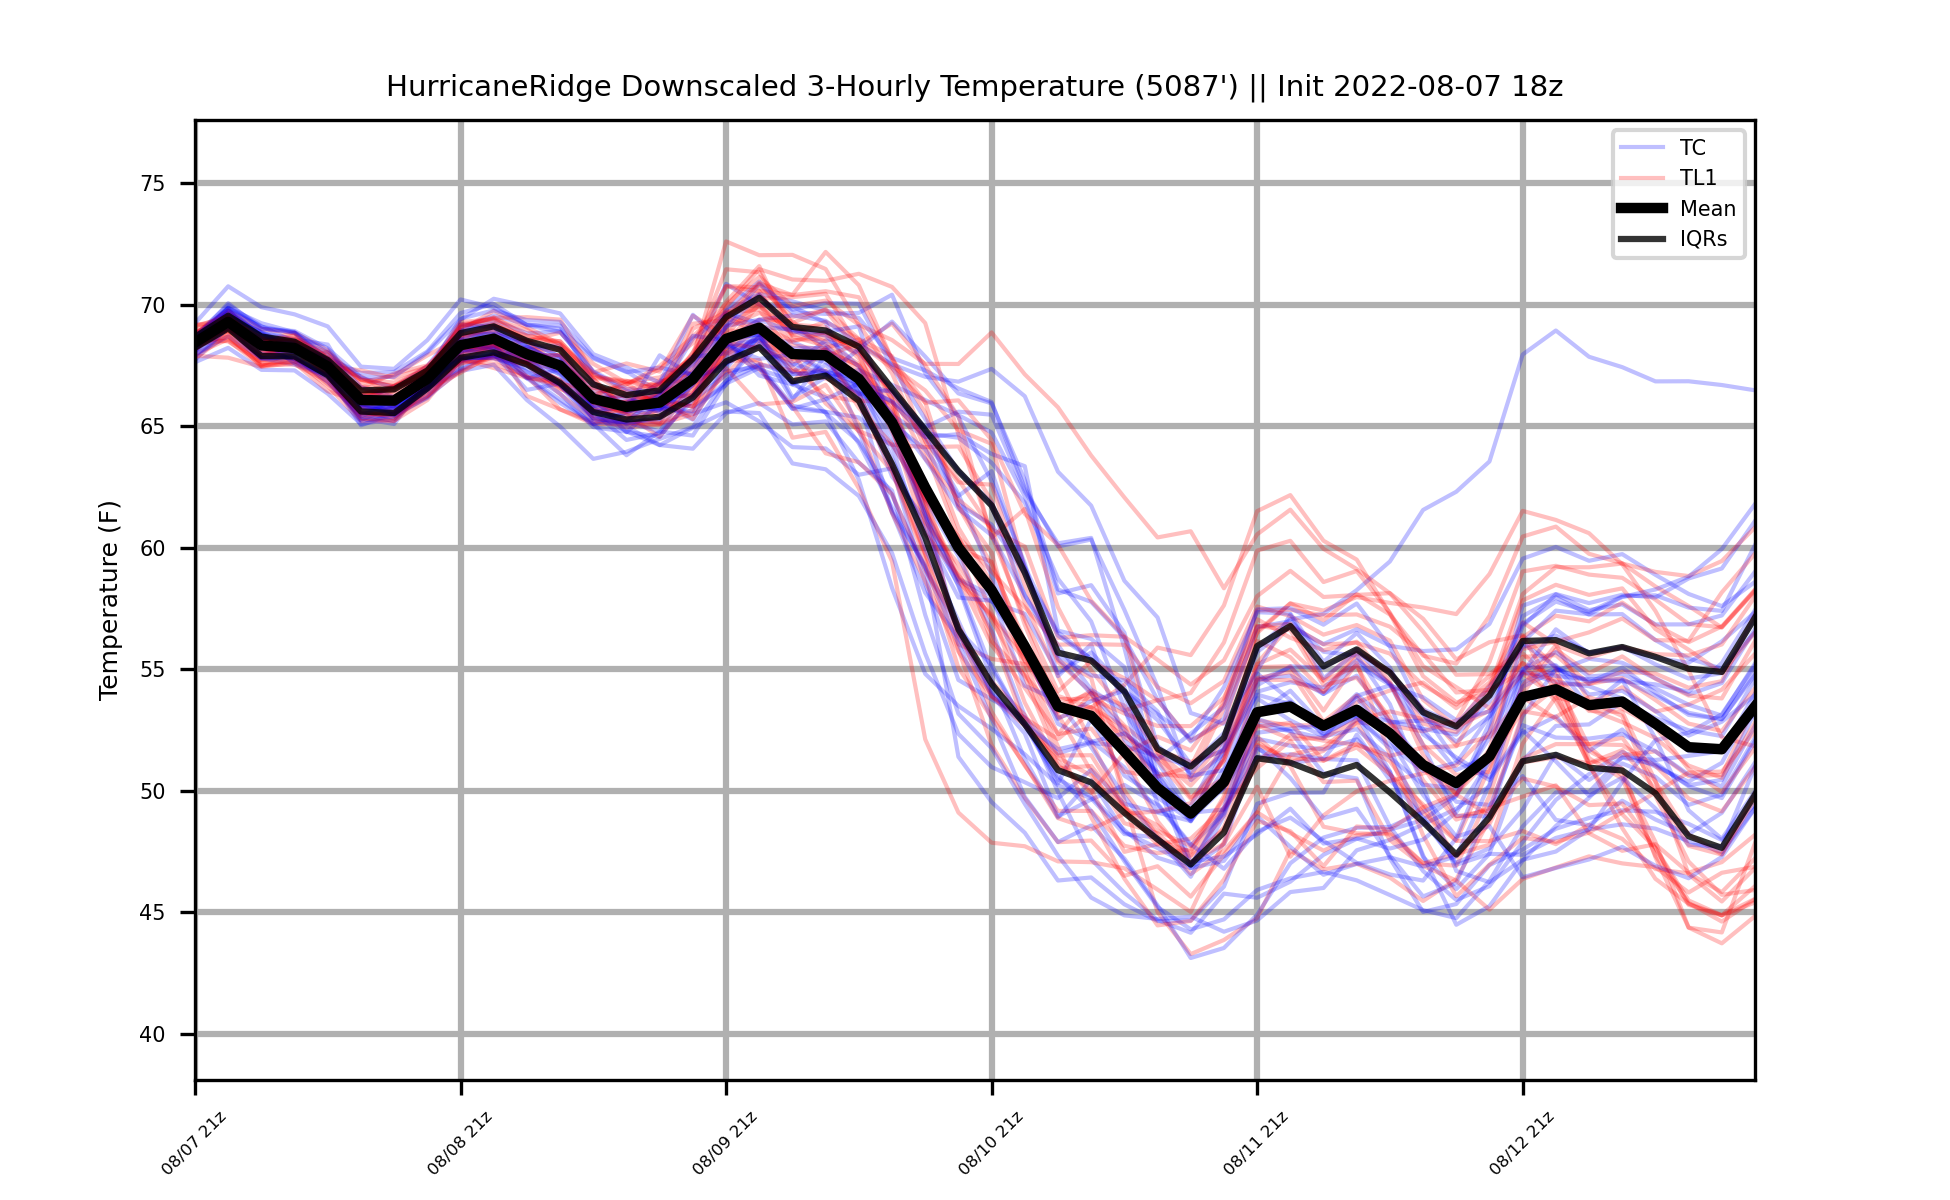 HurricaneRidge Downscaled 3-Hourly Temperature (5087') || Init 2022-08-07 18z
TC
TL1
Mean
IQRs
Temperature (F)
75
70
65
60
55
50
45
40
08/07 21z
08/08 21z
08/09 21z
08/10 21z
08/11 21z
08/12 21z